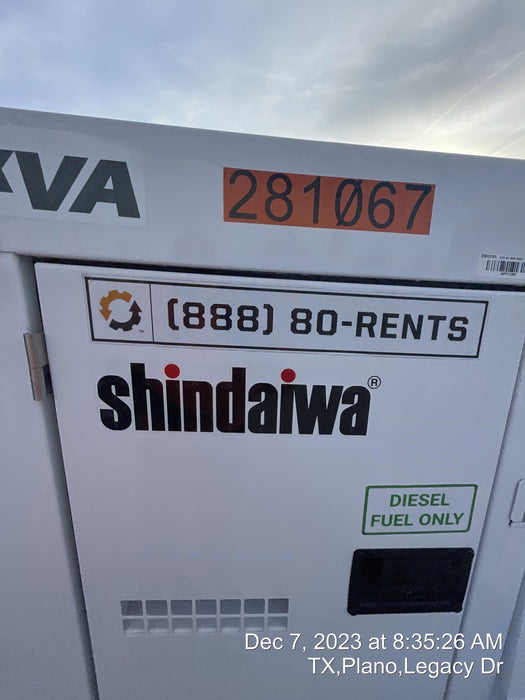 KVA
281067
(888) 80-RENTS
shindaiwa®
DIESEL
FUEL ONLY
Dec 7, 2023 at 8:35:26 AM
TX,Plano,Legacy Dr